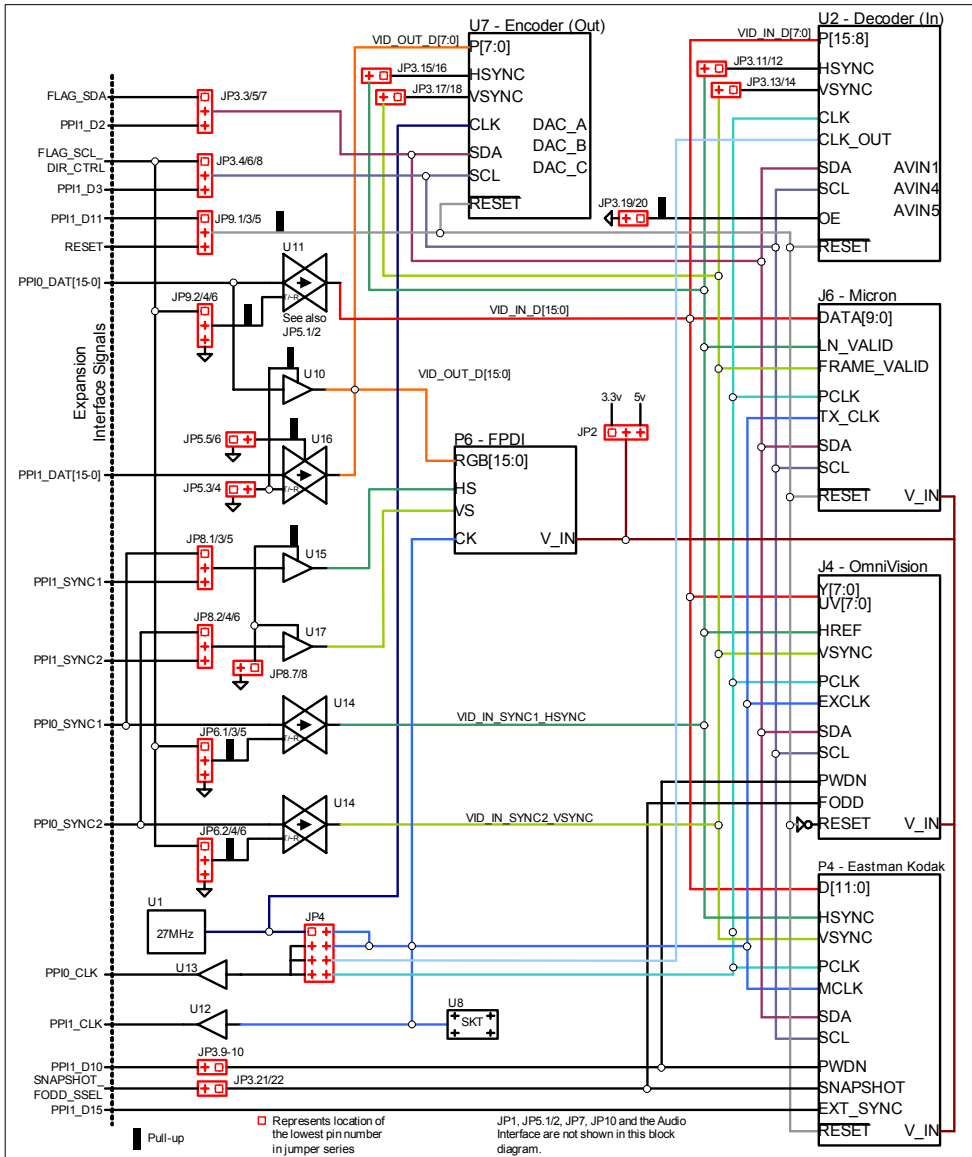 U7 - Encoder (Out)
VID_OUT_D[7:0]
P[7:0]
JP3.15/16
HSYNC
JP3.17/18
VSYNC
CLK
DAC_A
DAC_B
SDA
DAC_C
SCL
RESET
U2 - Decoder (In)
VID_IN_D[7:0]
P[15:8]
JP3.11/12
HSYNC
JP3.13/14
VSYNC
CLK
CLK_OUT
SDA
AVIN1
SCL
AVIN4
AVIN5
JP3.19/20
OE
RESET
FLAG_SDA
JP3.3/5/7
PPI1_D2
FLAG_SCL_
DIR_CTRL
JP3.4/6/8
PPI1_D3
PPI1_D11
JP9.1/3/5
RESET
U11
PPI0_DAT[15-0]
T/-R
JP9.2/4/6
See also
JP5.1/2
VID_IN_D[15:0]
Expansion
Interface Signals
U10
VID_OUT_D[15:0]
JP5.5/6
U16
PPI1_DAT[15-0]
T/-R
JP5.3/4
3.3v
5v
JP2
P6 - FPDI
RGB[15:0]
HS
VS
CK
V_IN
J6 - Micron
DATA[9:0]
LN_VALID
FRAME_VALID
PCLK
TX_CLK
SDA
SCL
RESET
V_IN
JP8.1/3/5
U15
PPI1_SYNC1
JP8.2/4/6
U17
PPI1_SYNC2
JP8.7/8
J4 - OmniVision
Y[7:0]
UV[7:0]
HREF
VSYNC
PCLK
EXCLK
SDA
SCL
PWDN
FODD
RESET
V_IN
U14
PPI0_SYNC1
VID_IN_SYNC1_HSYNC
T/-R
JP6.1/3/5
U14
PPI0_SYNC2
VID_IN_SYNC2_VSYNC
T/-R
JP6.2/4/6
P4 - Eastman Kodak
D[11:0]
HSYNC
VSYNC
PCLK
MCLK
SDA
SCL
PWDN
SNAPSHOT
EXT_SYNC
RESET
V_IN
U1
27MHz
JP4
U13
PPI0_CLK
U12
U8
PPI1_CLK
SKT
JP3.9-10
PPI1_D10
SNAPSHOT_
FODD_SSEL
JP3.21/22
PPI1_D15
Pull-up
Represents location of
the lowest pin number
in jumper series
JP1, JP5.1/2, JP7, JP10 and the Audio
Interface are not shown in this block
diagram.